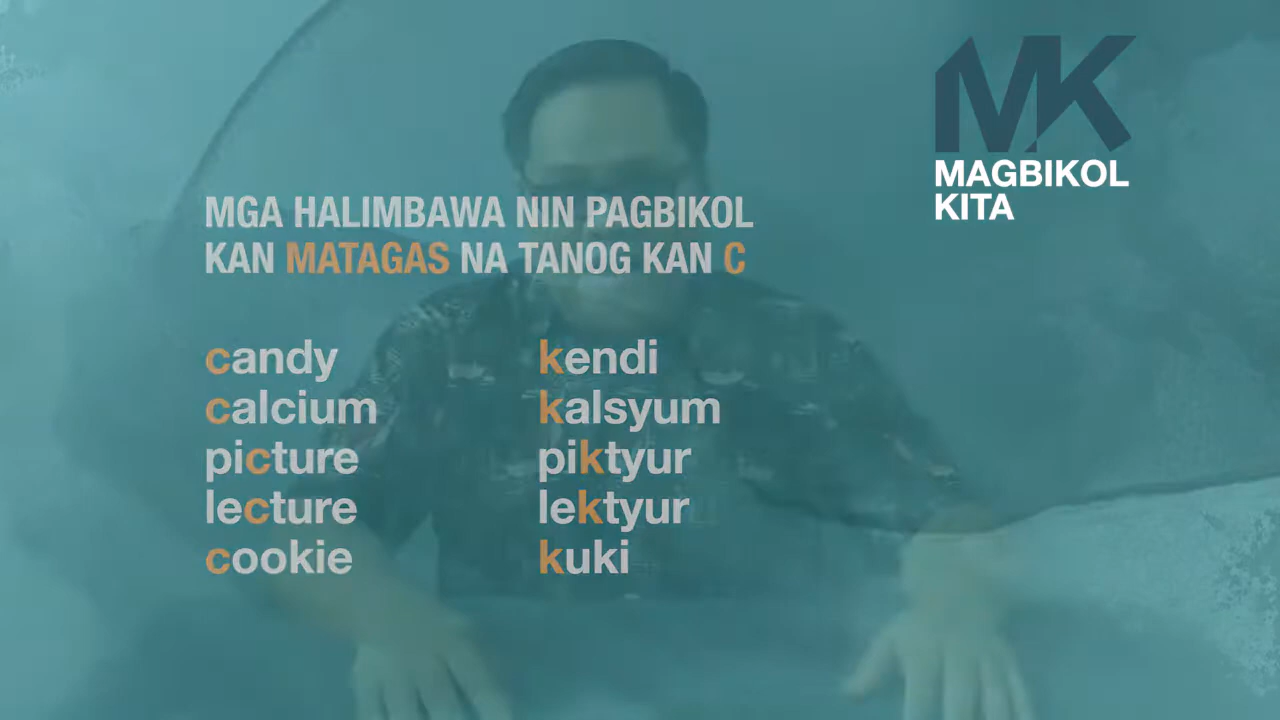 MK
MAGBIKOL
KITA
MGA HALIMBAWA NIN PAGBIKOL
KAN MATAGAS NA TANOG KAN C
candy kendi
calcium kalsyum
picture piktyur
lecture lektyur
cookie kuki